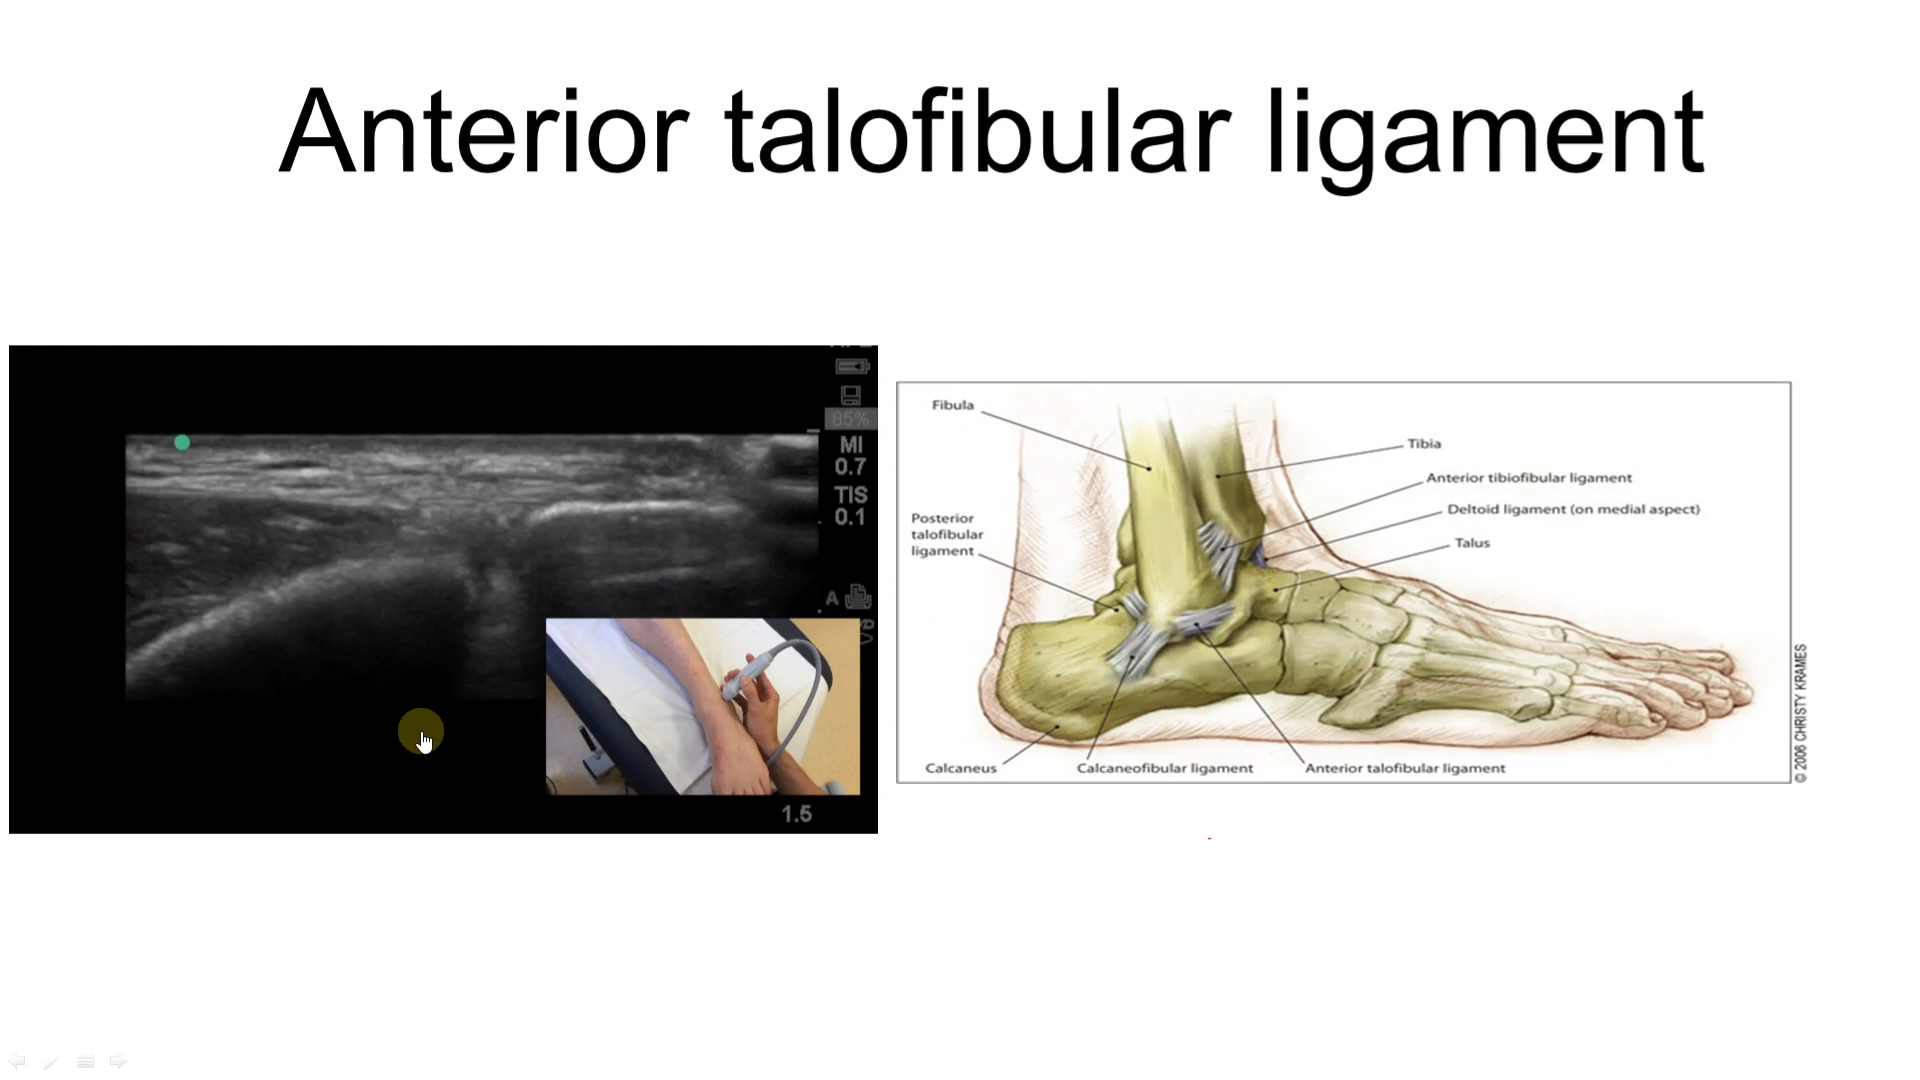 Anterior talofibular ligament
85%
MI
0.7
TIS
0.1
A
1.5
Fibula
Tibia
Anterior tibiofibular ligament
Deltoid ligament (on medial aspect)
Talus
Posterior
talofibular
ligament
Calcaneus
Calcaneofibular ligament
Anterior talofibular ligament
© 2006 CHRISTY KRAMES